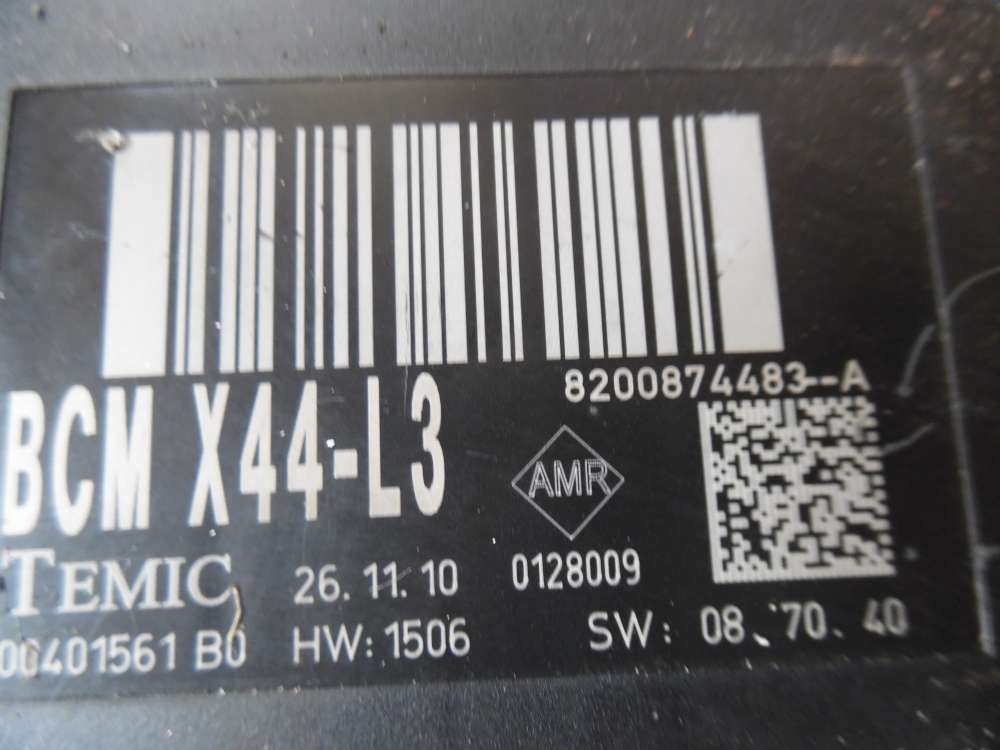 8200874483--A
BCM X44-L3
AMR
TEMIC 26.11.10 0128009
00401561 B0 HW: 1506 SW: 08.70.40